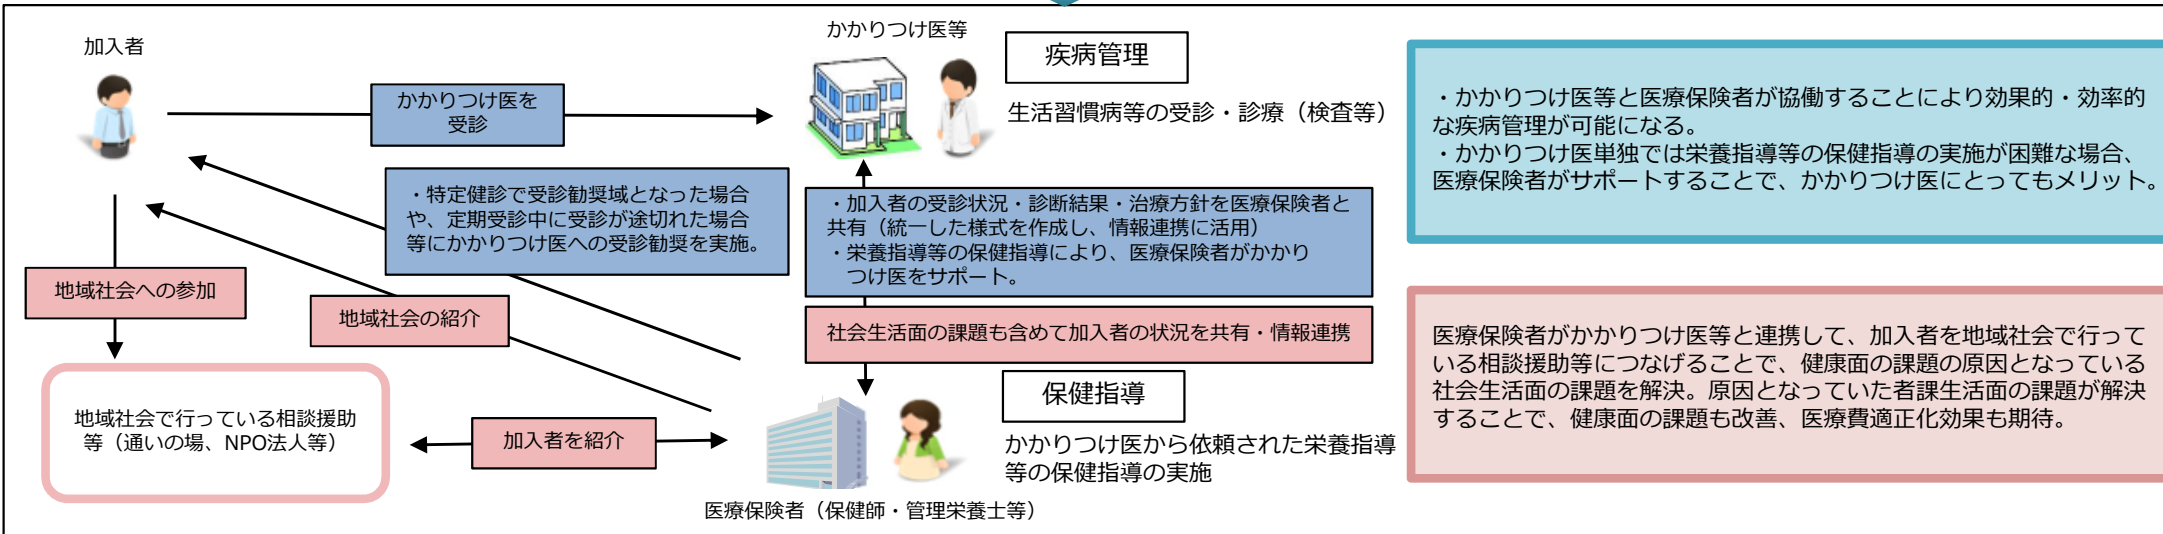 加入者
かかりつけ医等
疾病管理
生活習慣病等の受診・診療（検査等）
かかりつけ医を
受診
・特定健診で受診勧奨域となった場合
や、定期受診中に受診が途切れた場合
等にかかりつけ医への受診勧奨を実施。
・加入者の受診状況・診断結果・治療方針を医療保険者と
共有（統一した様式を作成し、情報連携に活用）
・栄養指導等の保健指導により、医療保険者がかかり
つけ医をサポート。
地域社会への参加
地域社会の紹介
社会生活面の課題も含めて加入者の状況を共有・情報連携
保健指導
かかりつけ医から依頼された栄養指導
等の保健指導の実施
地域社会で行っている相談援助
等（通いの場、NPO法人等）
加入者を紹介
医療保険者（保健師・管理栄養士等）
・かかりつけ医等と医療保険者が協働することにより効果的・効率的
な疾病管理が可能になる。
・かかりつけ医単独では栄養指導等の保健指導の実施が困難な場合、
医療保険者がサポートすることで、かかりつけ医にとってもメリット。
医療保険者がかかりつけ医等と連携して、加入者を地域社会で行って
いる相談援助等につなげることで、健康面の課題の原因となっている
社会生活面の課題を解決。原因となっていた者課生活面の課題が解決
することで、健康面の課題も改善、医療費適正化効果も期待。